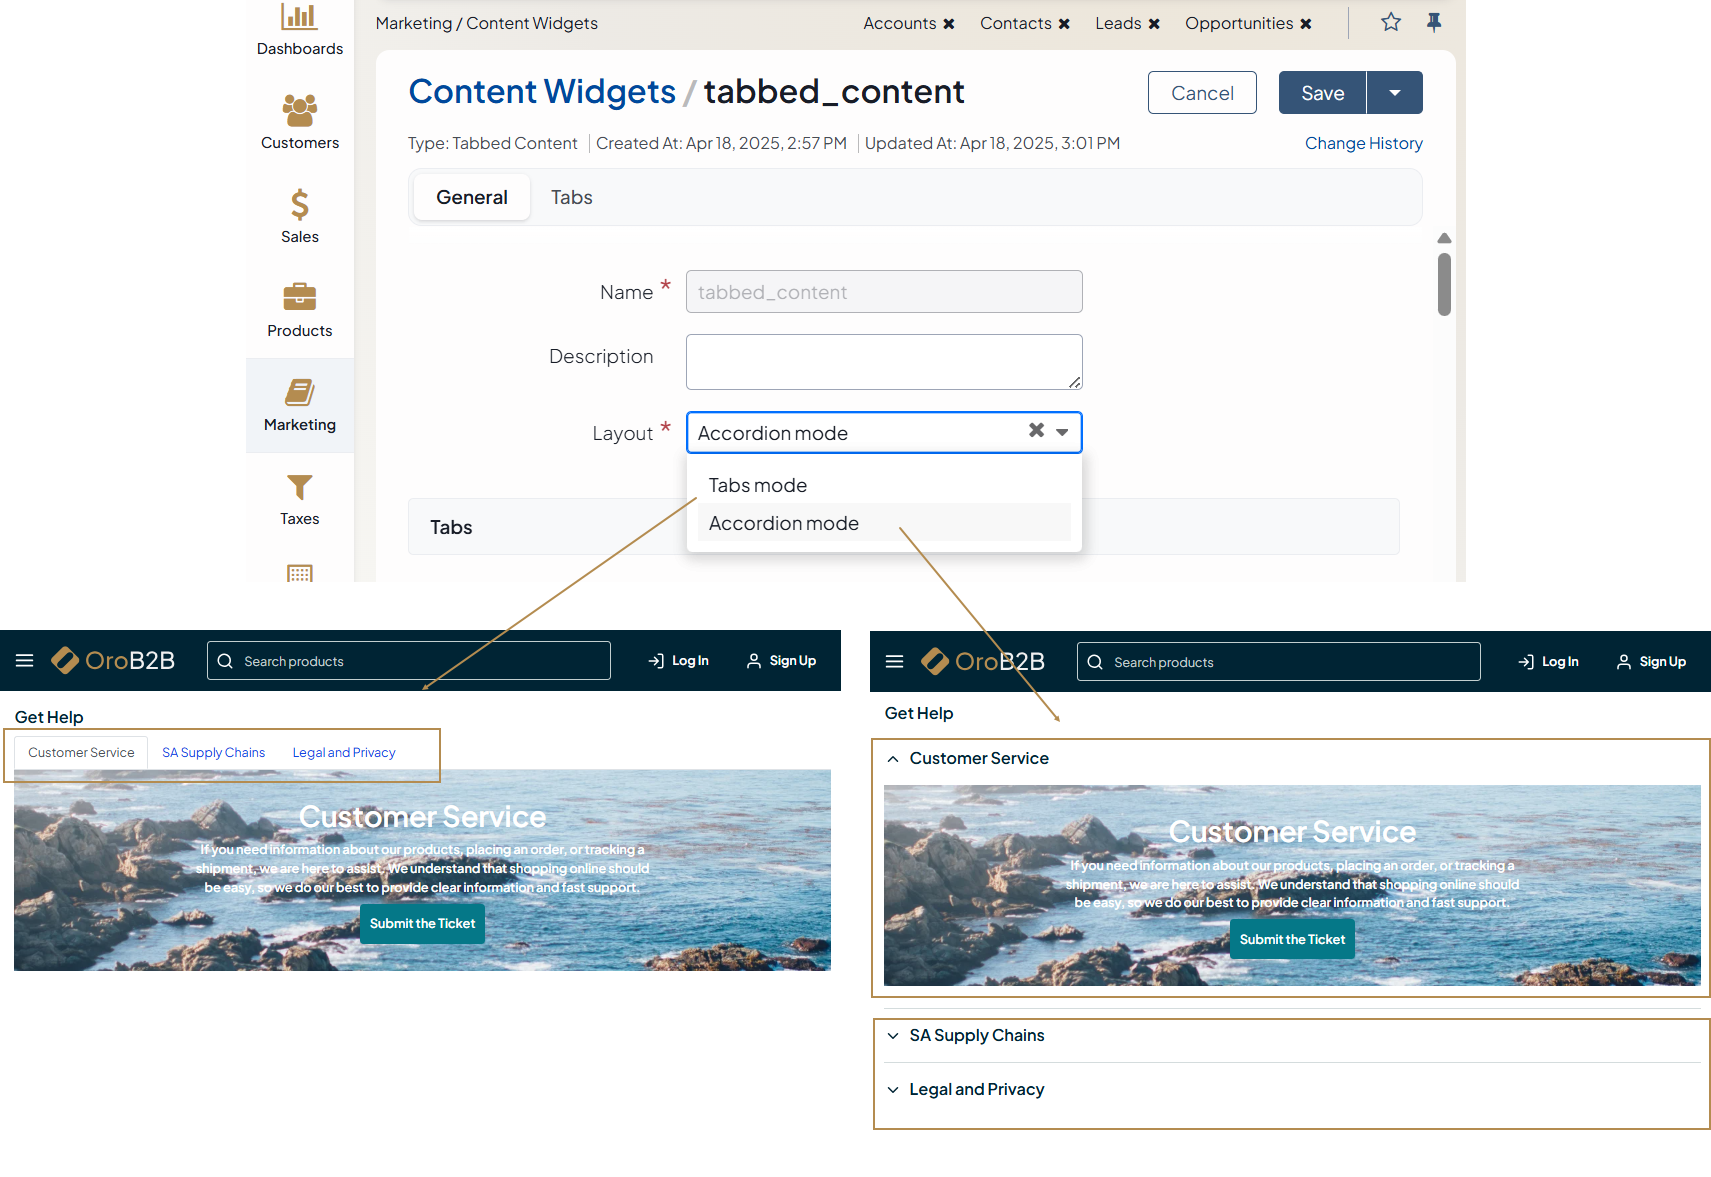 Dashboards
Customers
Sales
Products
Marketing
Taxes
Marketing / Content Widgets
Accounts ✖ Contacts ✖ Leads ✖ Opportunities ✖
Content Widgets / tabbed_content
Cancel
Save
Type: Tabbed Content | Created At: Apr 18, 2025, 2:57 PM | Updated At: Apr 18, 2025, 3:01 PM
Change History
General Tabs
Name *
tabbed_content
Description
Layout *
Accordion mode
Tabs mode
Accordion mode
Tabs
OroB2B
Search products
Log In
Sign Up
Get Help
Customer Service SA Supply Chains Legal and Privacy
Customer Service
If you need information about our products, placing an order, or tracking a
shipment, we are here to assist. We understand that shopping online should
be easy, so we do our best to provide clear information and fast support.
Submit the Ticket
OroB2B
Search products
Log In
Sign Up
Get Help
Customer Service
Customer Service
If you need information about our products, placing an order, or tracking a
shipment, we are here to assist. We understand that shopping online should
be easy, so we do our best to provide clear information and fast support.
Submit the Ticket
SA Supply Chains
Legal and Privacy